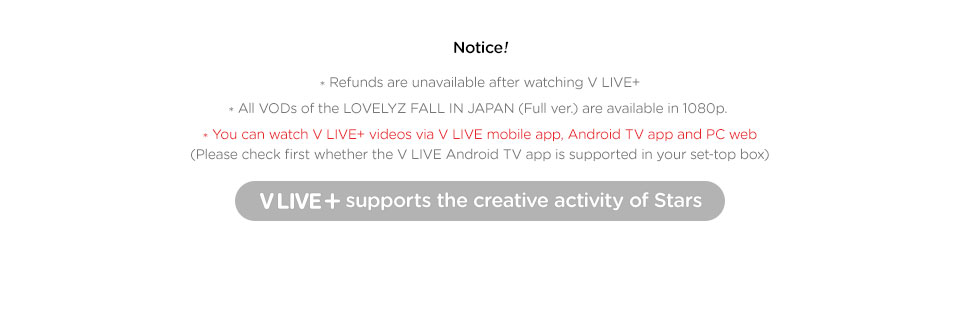 Notice!
* Refunds are unavailable after watching V LIVE+
* All VODs of the LOVELYZ FALL IN JAPAN (Full ver.) are available in 1080p.
* You can watch V LIVE+ videos via V LIVE mobile app, Android TV app and PC web
(Please check first whether the V LIVE Android TV app is supported in your set-top box)
V LIVE+ supports the creative activity of Stars